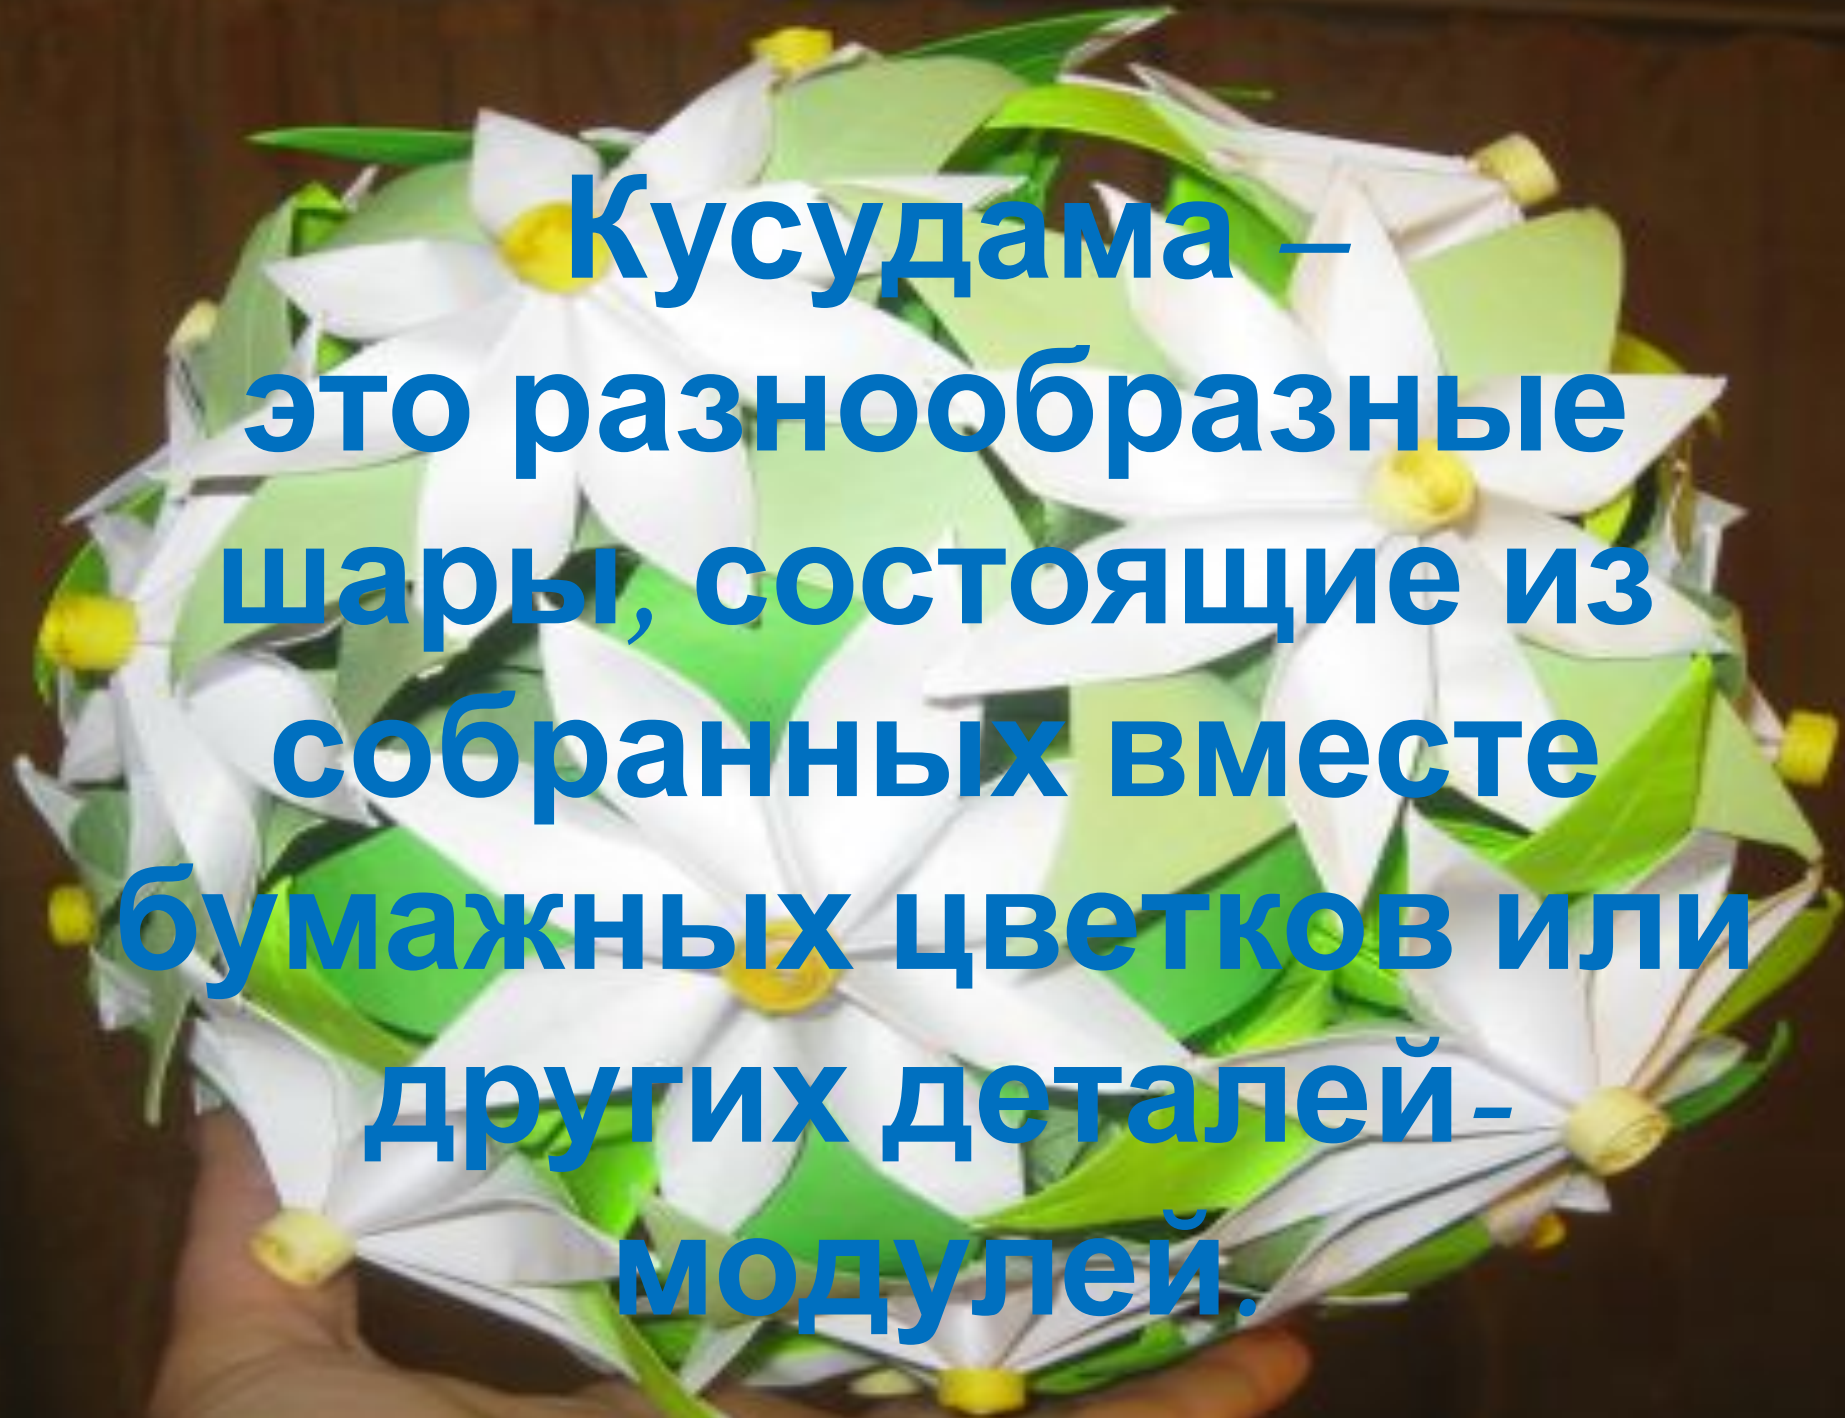 Кусудама –
это разнообразные
шары, состоящие из
собранных вместе
бумажных цветков или
других деталей-
модулей.